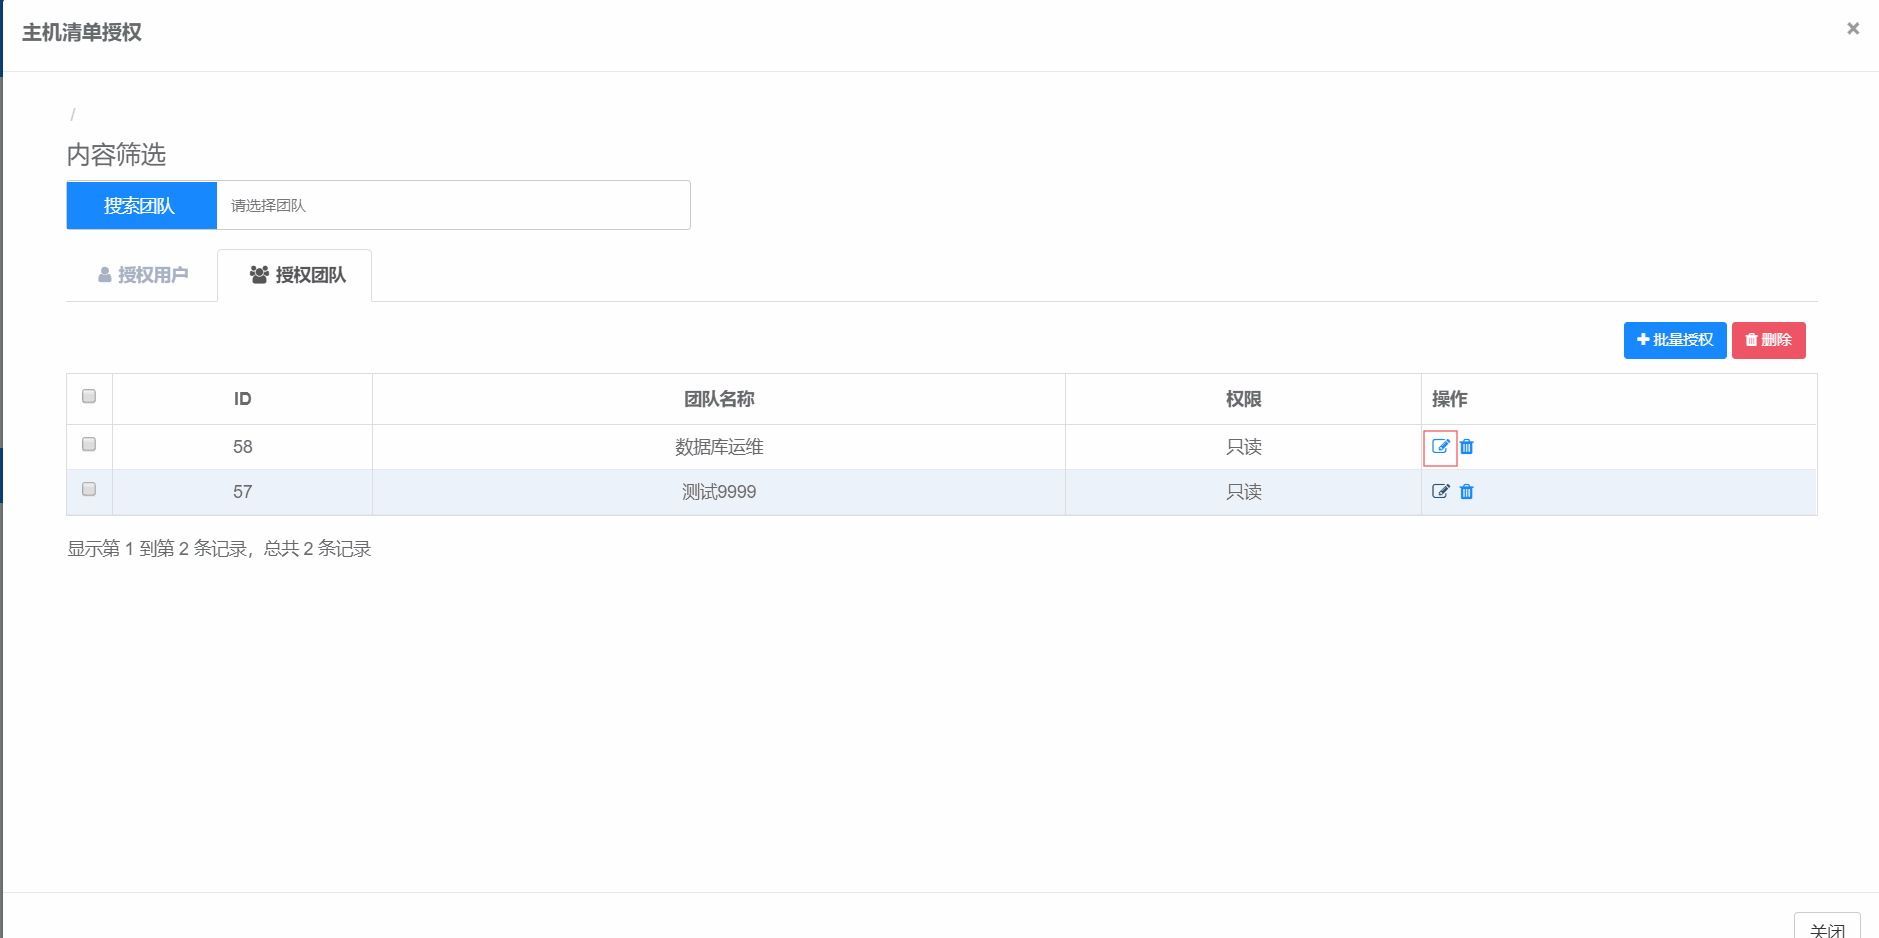 主机清单授权
×
/
内容筛选
搜索团队 请选择团队
授权用户 授权团队
批量授权 删除
ID 团队名称 权限 操作
58 数据库运维 只读
57 测试9999 只读
显示第 1 到第 2 条记录，总共 2 条记录
关闭